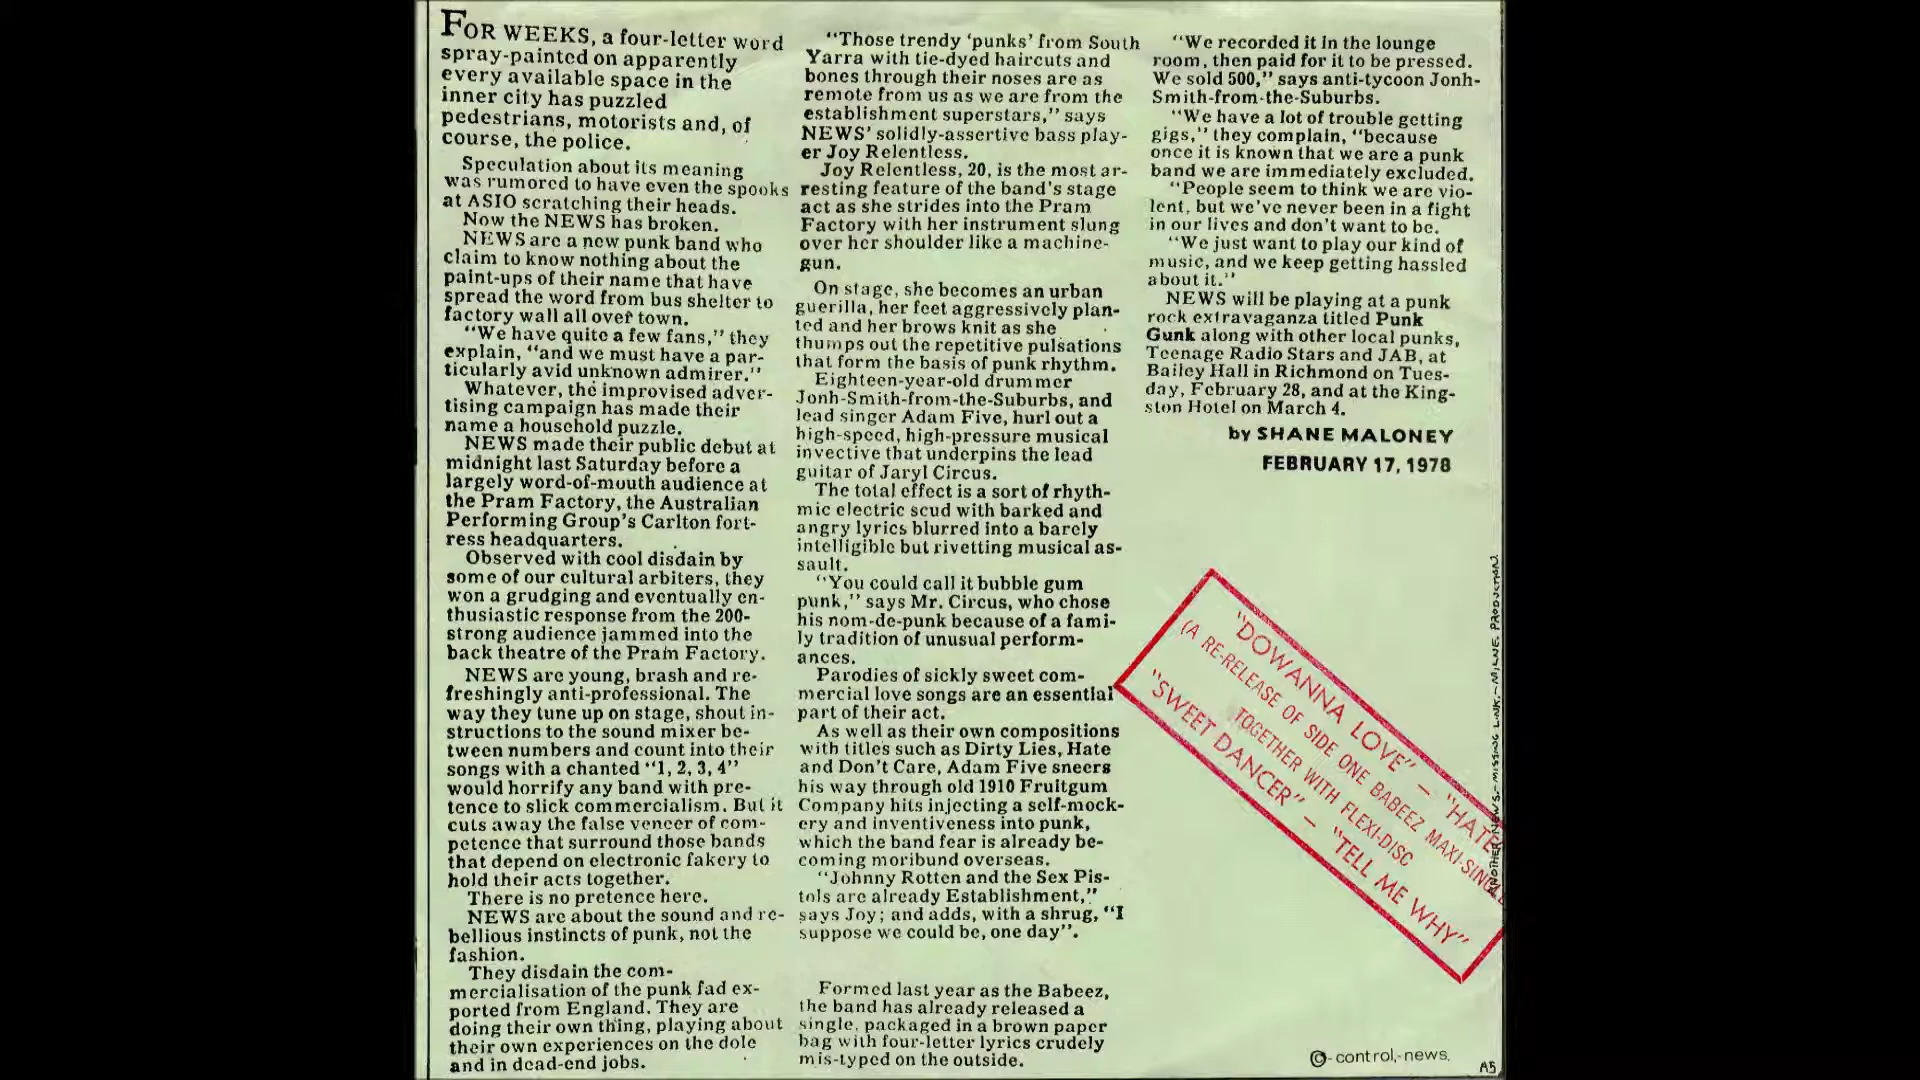 FOR WEEKS, a four-letter word
spray-painted on apparently
every available space in the
inner city has puzzled
pedestrians, motorists and, of
course, the police.
Speculation about its meaning
was rumored to have even the spooks
at ASIO scratching their heads.
Now the NEWS has broken.
NEWS are a new punk band who
claim to know nothing about the
paint-ups of their name that have
spread the word from bus shelter to
factory wall all over town.
"We have quite a few fans," they
explain, "and we must have a par-
ticularly avid unknown admirer."
Whatever, the improvised adver-
tising campaign has made their
name a household puzzle.
NEWS made their public debut at
midnight last Saturday before a
largely word-of-mouth audience at
the Pram Factory, the Australian
Performing Group's Carlton fort-
ress headquarters.
Observed with cool disdain by
some of our cultural arbiters, they
won a grudging and eventually en-
thusiastic response from the 200-
strong audience jammed into the
back theatre of the Pram Factory.
NEWS are young, brash and re-
freshingly anti-professional. The
way they tune up on stage, shout in-
structions to the sound mixer be-
tween numbers and count into their
songs with a chanted "1, 2, 3, 4"
would horrify any band with pre-
tence to slick commercialism. But it
cuts away the false veneer of com-
petence that surround those bands
that depend on electronic fakery to
hold their acts together.
There is no pretence here.
NEWS are about the sound and re-
bellious instincts of punk, not the
fashion.
They disdain the com-
mercialisation of the punk fad ex-
ported from England. They are
doing their own thing, playing about
their own experiences on the dole
and in dead-end jobs.
"Those trendy 'punks' from South
Yarra with tie-dyed haircuts and
bones through their noses are as
remote from us as we are from the
establishment superstars," says
NEWS' solidly-assertive bass play-
er Joy Relentless.
Joy Relentless, 20, is the most ar-
resting feature of the band's stage
act as she strides into the Pram
Factory with her instrument slung
over her shoulder like a machine-
gun.
On stage, she becomes an urban
guerilla, her feet aggressively plan-
ted and her brows knit as she
thumps out the repetitive pulsations
that form the basis of punk rhythm.
Eighteen-year-old drummer
Jonh-Smith-from-the-Suburbs, and
lead singer Adam Five, hurl out a
high-speed, high-pressure musical
invective that underpins the lead
guitar of Jaryl Circus.
The total effect is a sort of rhyth-
mic electric scud with barked and
angry lyrics blurred into a barely
intelligible but rivetting musical as-
sault.
"You could call it bubble gum
punk," says Mr. Circus, who chose
his nom-de-punk because of a fami-
ly tradition of unusual perform-
ances.
Parodies of sickly sweet com-
mercial love songs are an essential
part of their act.
As well as their own compositions
with titles such as Dirty Lies, Hate
and Don't Care, Adam Five sneers
his way through old 1910 Fruitgum
Company hits injecting a self-mock-
ery and inventiveness into punk,
which the band fear is already be-
coming moribund overseas.
"Johnny Rotten and the Sex Pis-
tols are already Establishment,"
says Joy; and adds, with a shrug, "I
suppose we could be, one day".
Formed last year as the Babeez,
the band has already released a
single, packaged in a brown paper
bag with four-letter lyrics crudely
mis-typed on the outside.
"We recorded it in the lounge
room, then paid for it to be pressed.
We sold 500," says anti-tycoon Jonh-
Smith-from-the-Suburbs.
"We have a lot of trouble getting
gigs," they complain, "because
once it is known that we are a punk
band we are immediately excluded.
"People seem to think we are vio-
lent, but we've never been in a fight
in our lives and don't want to be.
"We just want to play our kind of
music, and we keep getting hassled
about it."
NEWS will be playing at a punk
rock extravaganza titled Punk
Gunk along with other local punks,
Teenage Radio Stars and JAB, at
Bailey Hall in Richmond on Tues-
day, February 28, and at the King-
ston Hotel on March 4.
by SHANE MALONEY
FEBRUARY 17, 1978
"DOWANNA LOVE" – "HATE
(A RE-RELEASE OF SIDE ONE BABEEZ MAXI-SINGLE
TOGETHER WITH FLEXI-DISC
"SWEET DANCER" – "TELL ME WHY"
ANOTHER NEWS.-MISSING LINK.-MILNE. PRODUCTION.
©-control,-news.
A5